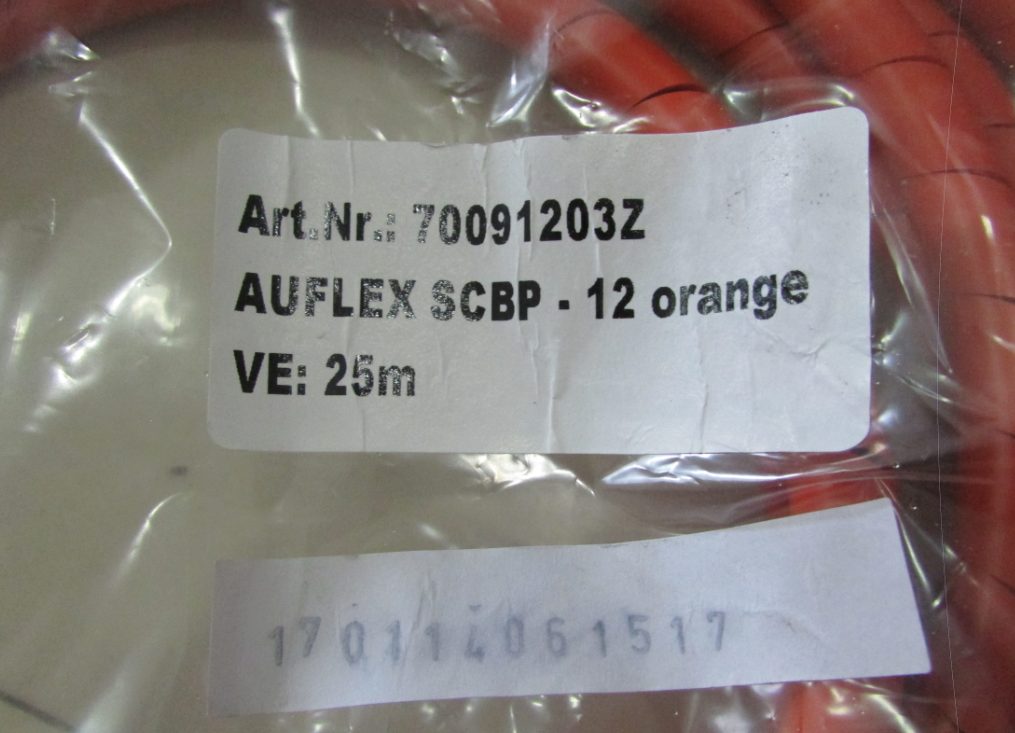 Art.Nr.: 70091203Z
AUFLEX SCBP - 12 orange
VE: 25m
170114061517